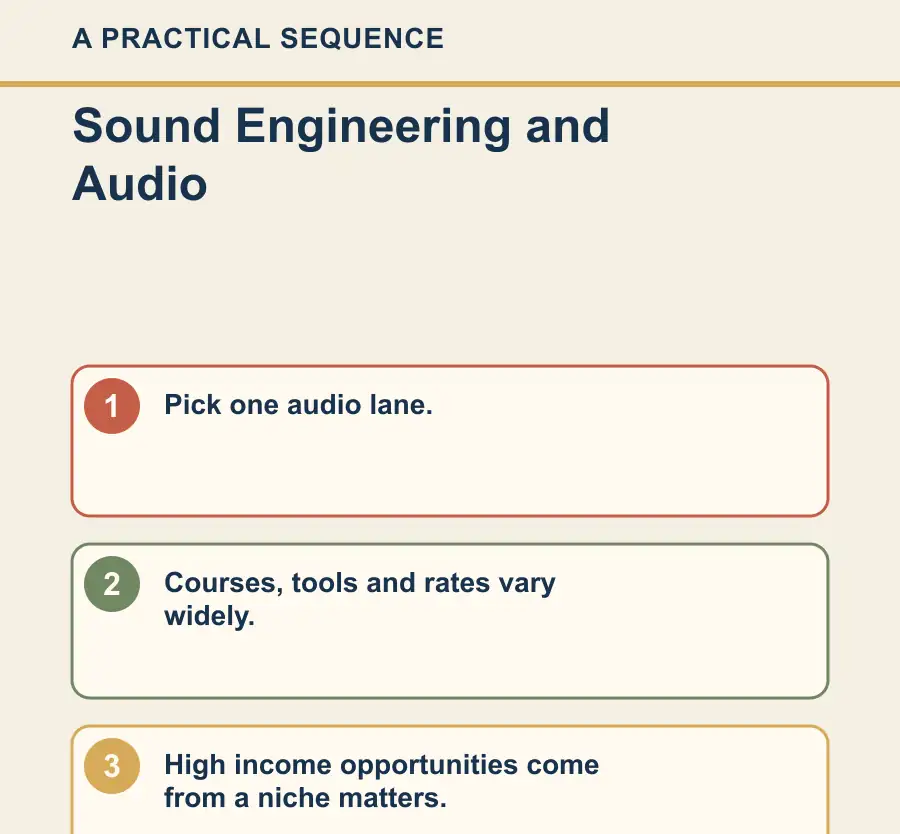 A PRACTICAL SEQUENCE
Sound Engineering and
Audio
1
Pick one audio lane.
2
Courses, tools and rates vary
widely.
3
High income opportunities come
from a niche matters.